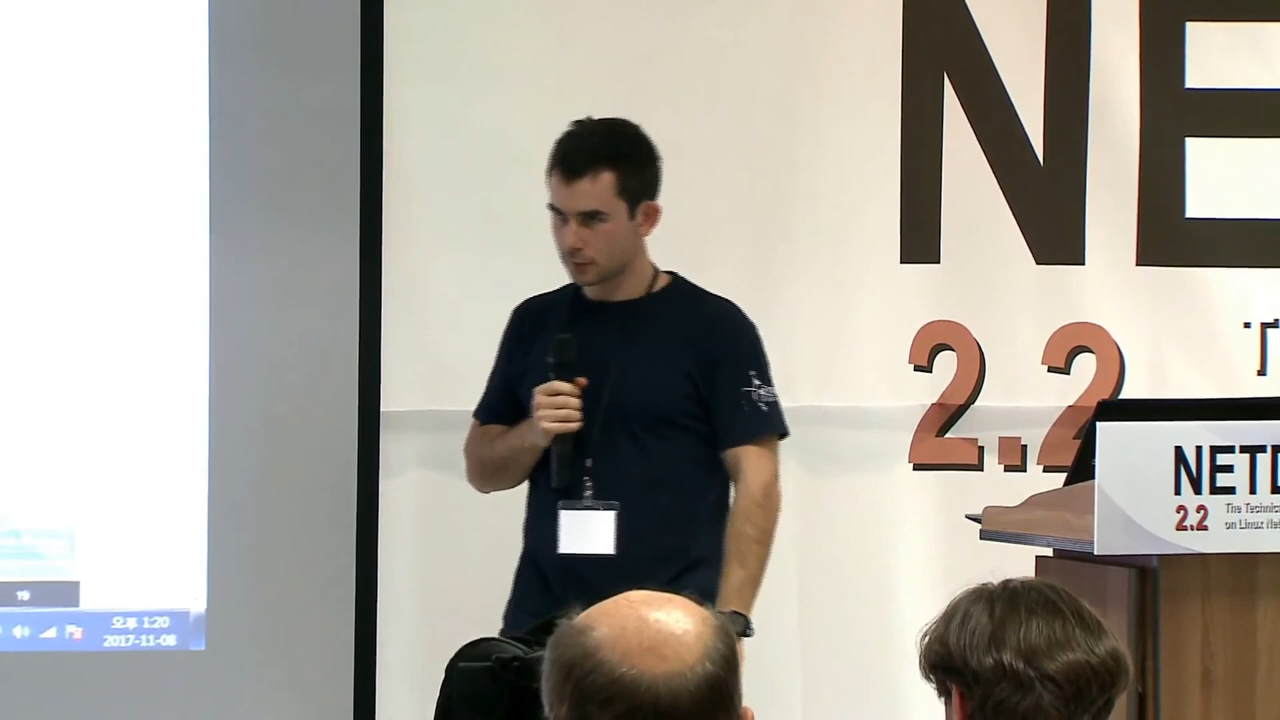 NE
2.2
T
19
오후 1:20
2017-11-08
NETD
2.2
The Technic
on Linux Net